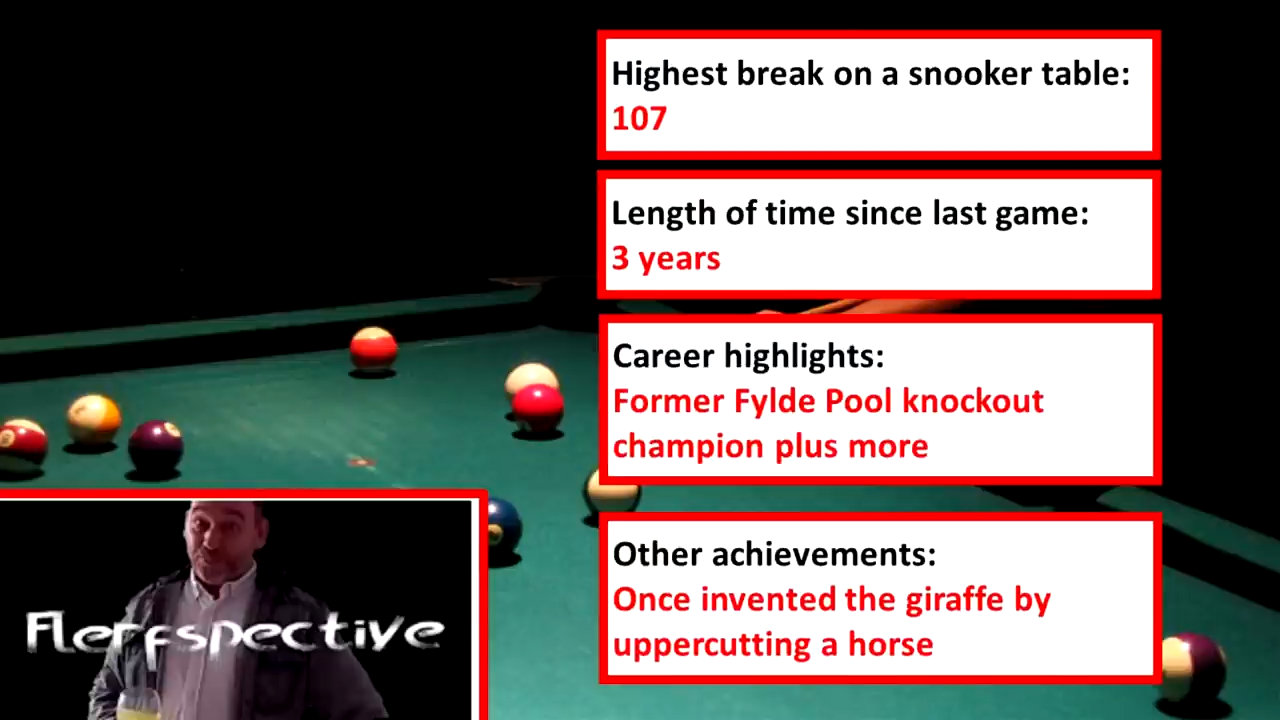 Highest break on a snooker table:
107
Length of time since last game:
3 years
Career highlights:
Former Fylde Pool knockout
champion plus more
Other achievements:
Once invented the giraffe by
uppercutting a horse
Flerfspective